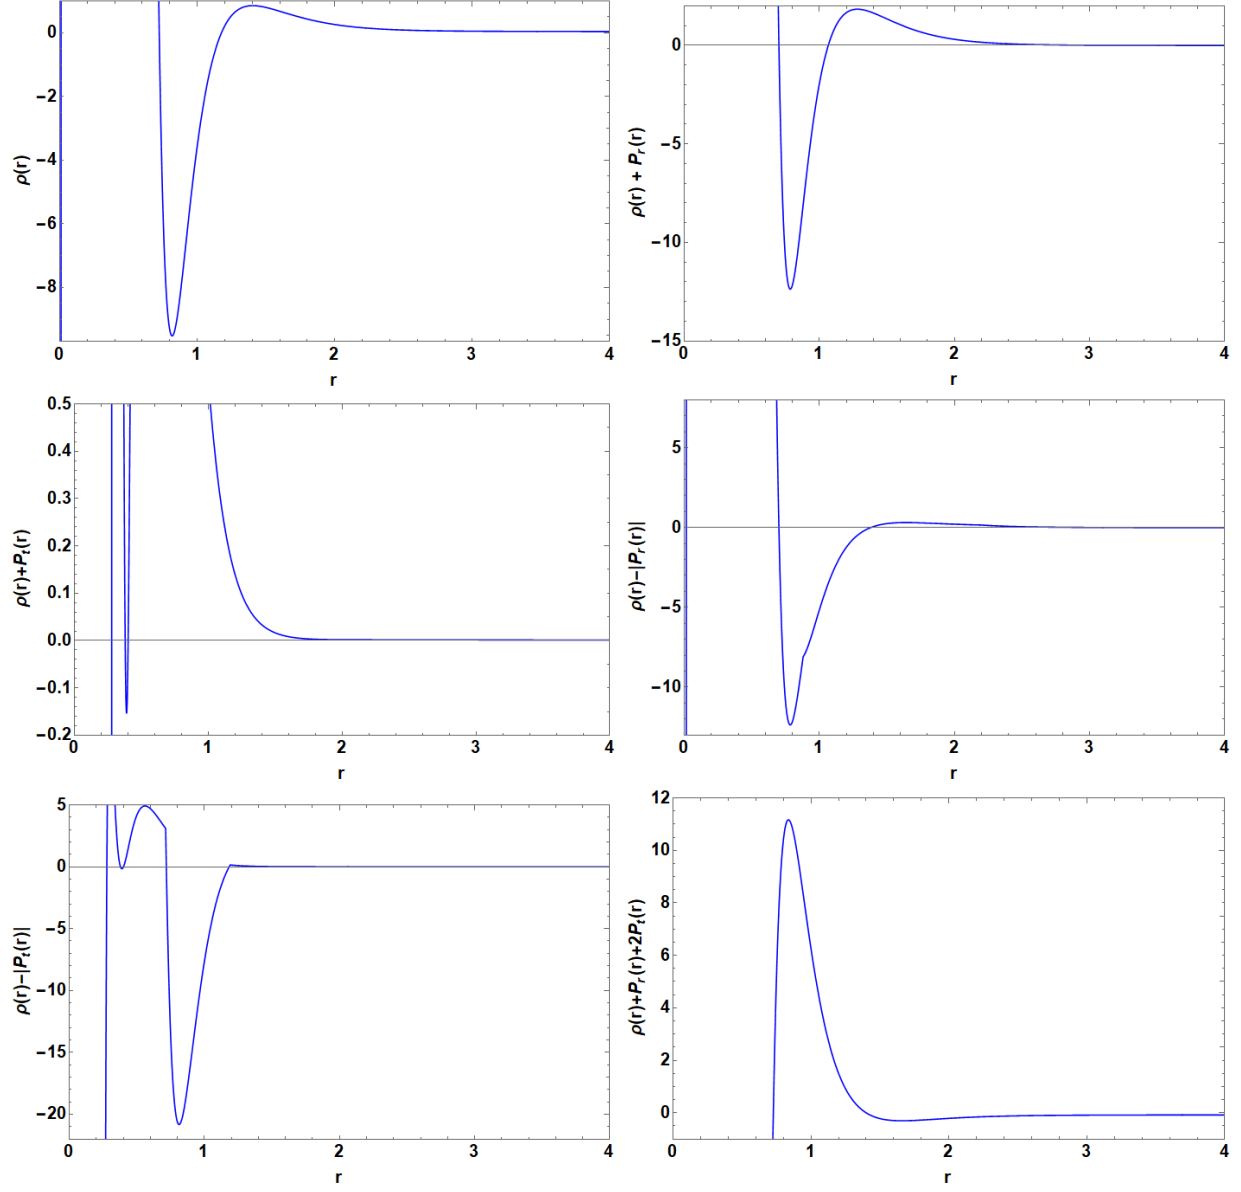 0
−2
−4
−6
−8
ρ(r)
0 1 2 3 4
r
0
−5
−10
−15
ρ(r) + P_r(r)
0 1 2 3 4
r
0.5
0.4
0.3
0.2
0.1
0.0
−0.1
−0.2
ρ(r)+P_t(r)
0 1 2 3 4
r
5
0
−5
−10
ρ(r)−|P_r(r)|
0 1 2 3 4
r
5
0
−5
−10
−15
−20
ρ(r)−|P_t(r)|
0 1 2 3 4
r
12
10
8
6
4
2
0
ρ(r)+P_r(r)+2P_t(r)
0 1 2 3 4
r